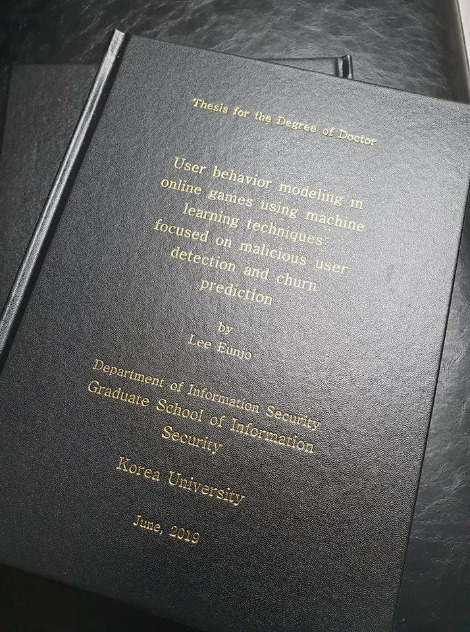 Thesis for the Degree of Doctor
User behavior modeling in
online games using machine
learning techniques:
focused on malicious user
detection and churn
prediction
by
Lee Eunjo
Department of Information Security
Graduate School of Information
Security
Korea University
June, 2019